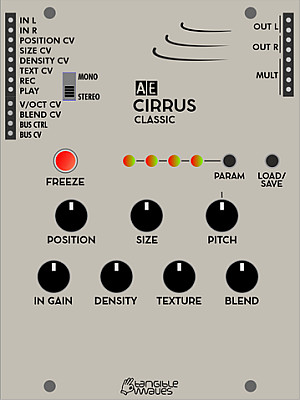 IN L
IN R
POSITION CV
SIZE CV
DENSITY CV
TEXT CV
REC
PLAY
V/OCT CV
BLEND CV
BUS CTRL
BUS CV
MONO
STEREO
OUT L
OUT R
MULT
AE
CIRRUS
CLASSIC
FREEZE
PARAM
LOAD/
SAVE
POSITION SIZE PITCH
IN GAIN DENSITY TEXTURE BLEND
tangible
waves